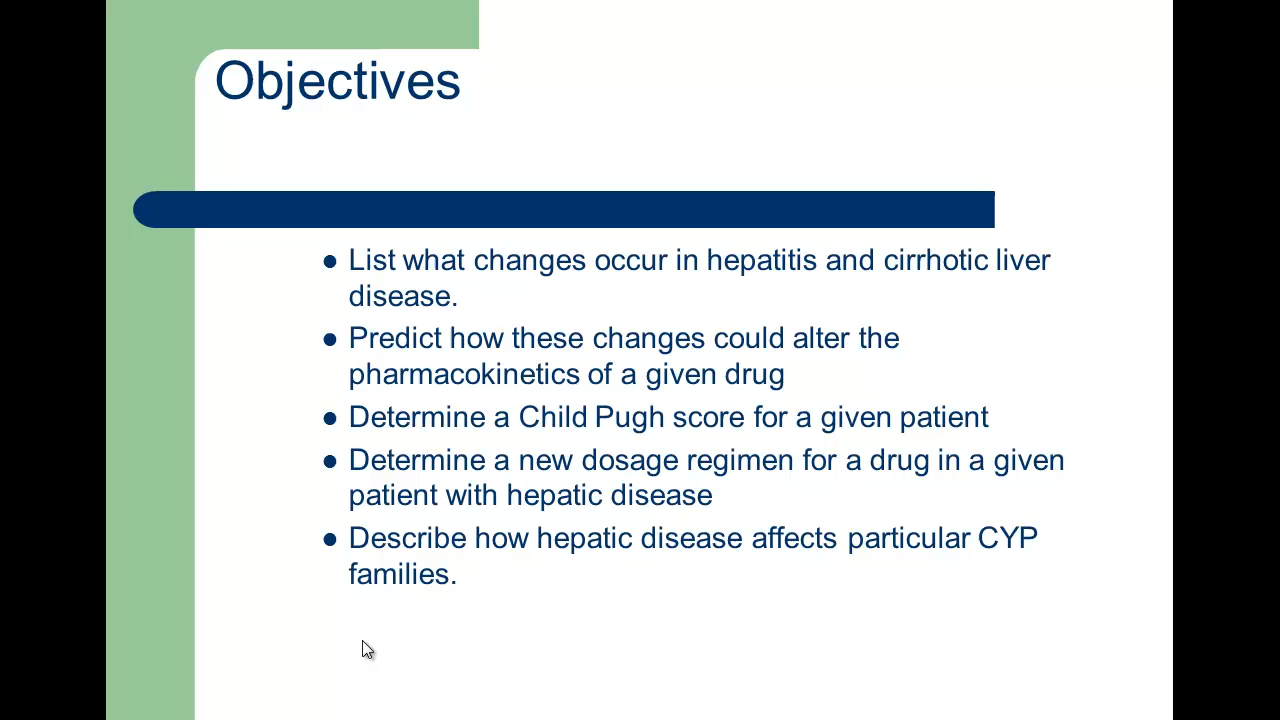 Objectives
● List what changes occur in hepatitis and cirrhotic liver
disease.
● Predict how these changes could alter the
pharmacokinetics of a given drug
● Determine a Child Pugh score for a given patient
● Determine a new dosage regimen for a drug in a given
patient with hepatic disease
● Describe how hepatic disease affects particular CYP
families.